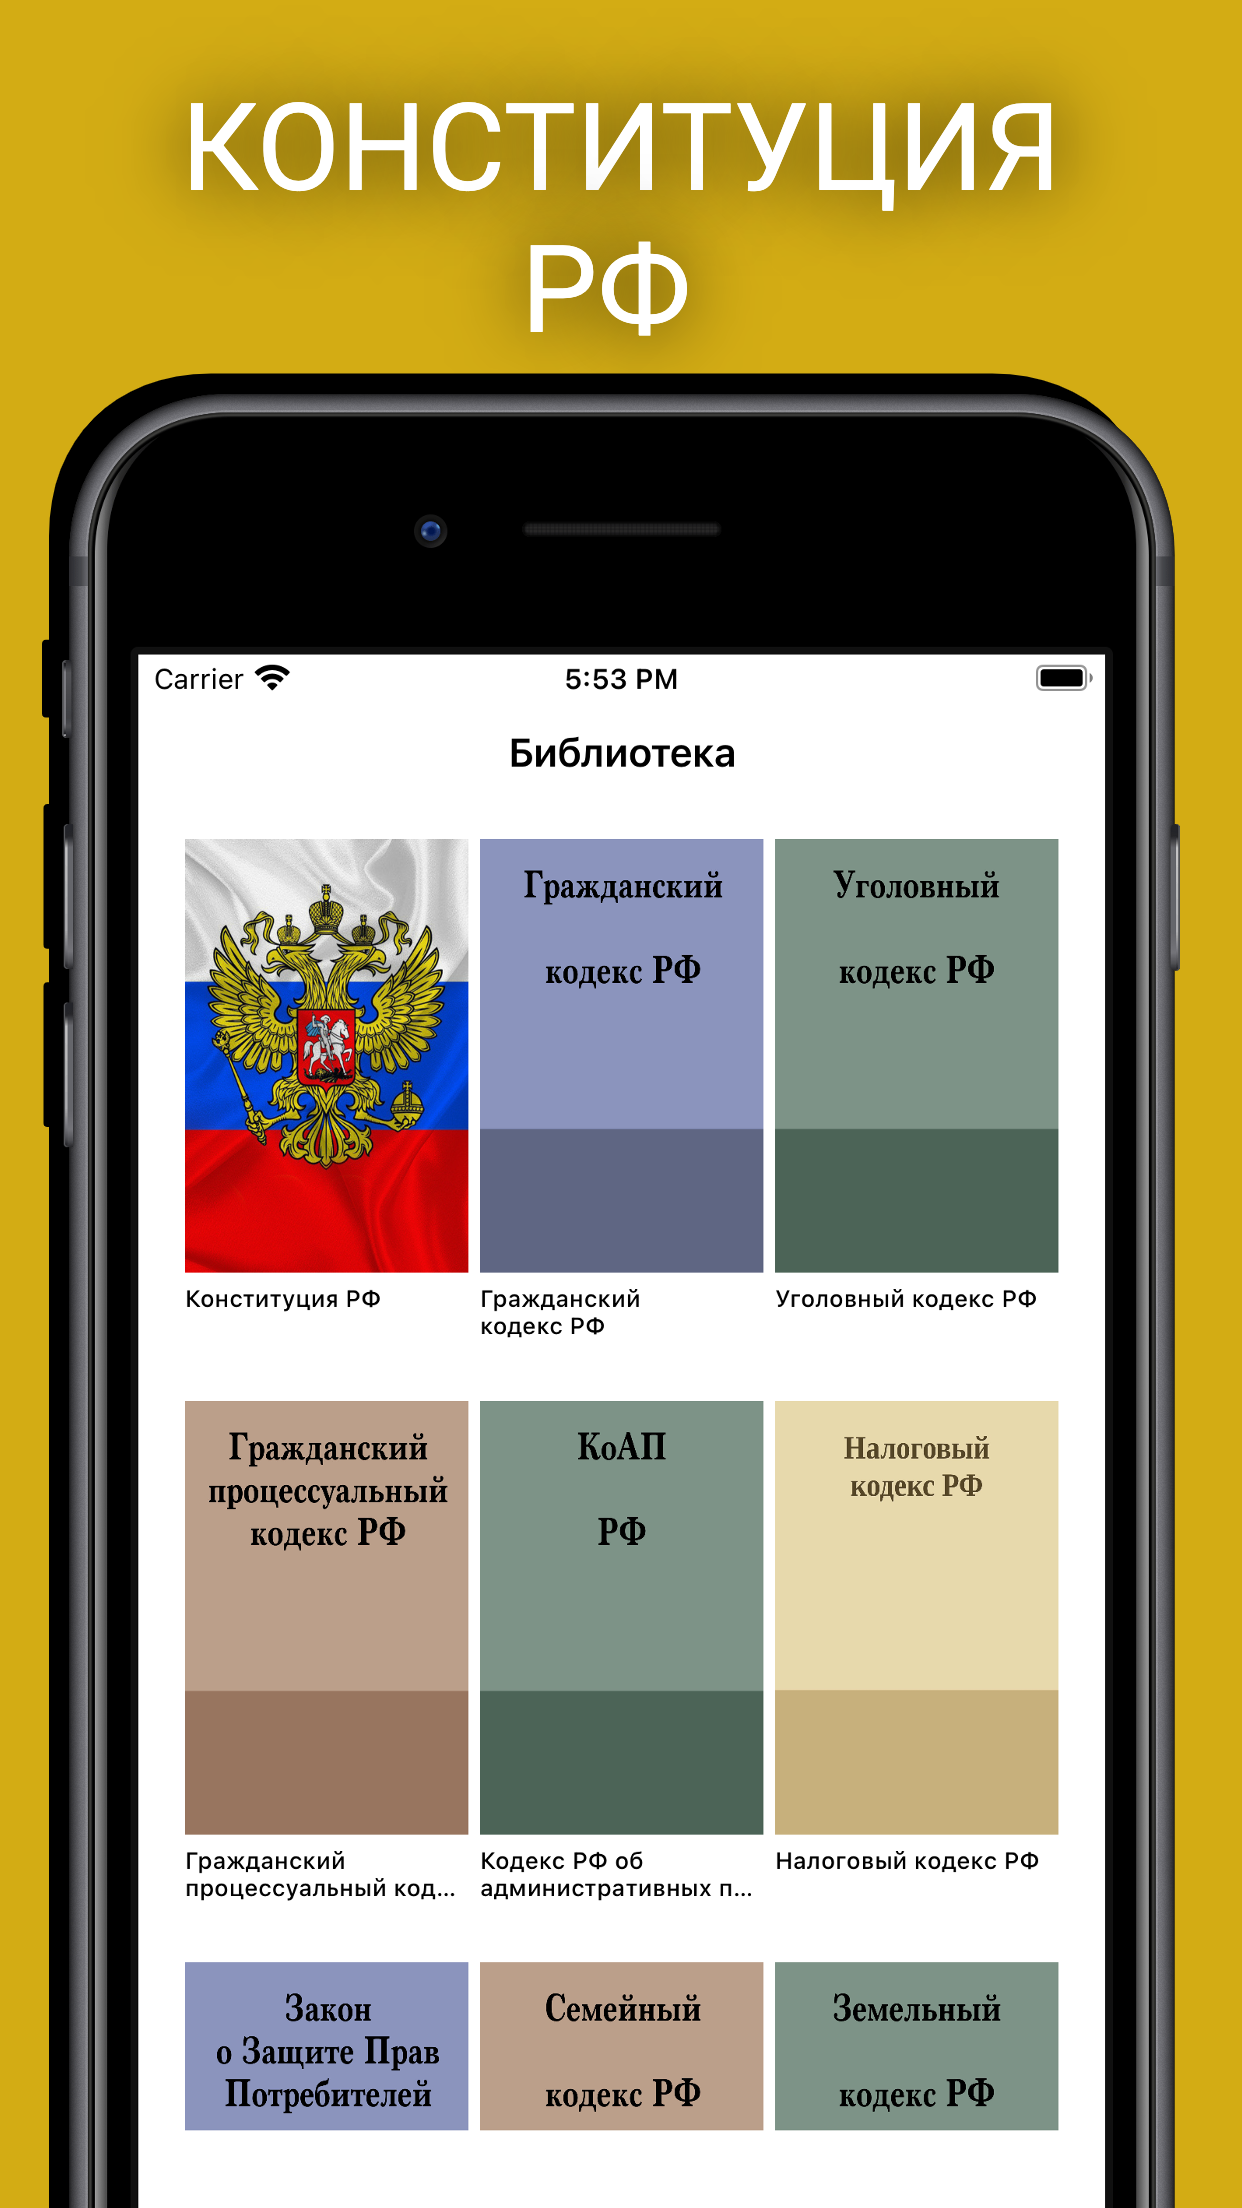 КОНСТИТУЦИЯ
РФ
Carrier 5:53 PM
Библиотека
Гражданский
кодекс РФ
Уголовный
кодекс РФ
Конституция РФ
Гражданский
кодекс РФ
Уголовный кодекс РФ
Гражданский
процессуальный
кодекс РФ
КоАП
РФ
Налоговый
кодекс РФ
Гражданский
процессуальный код...
Кодекс РФ об
административных п...
Налоговый кодекс РФ
Закон
о Защите Прав
Потребителей
Семейный
кодекс РФ
Земельный
кодекс РФ